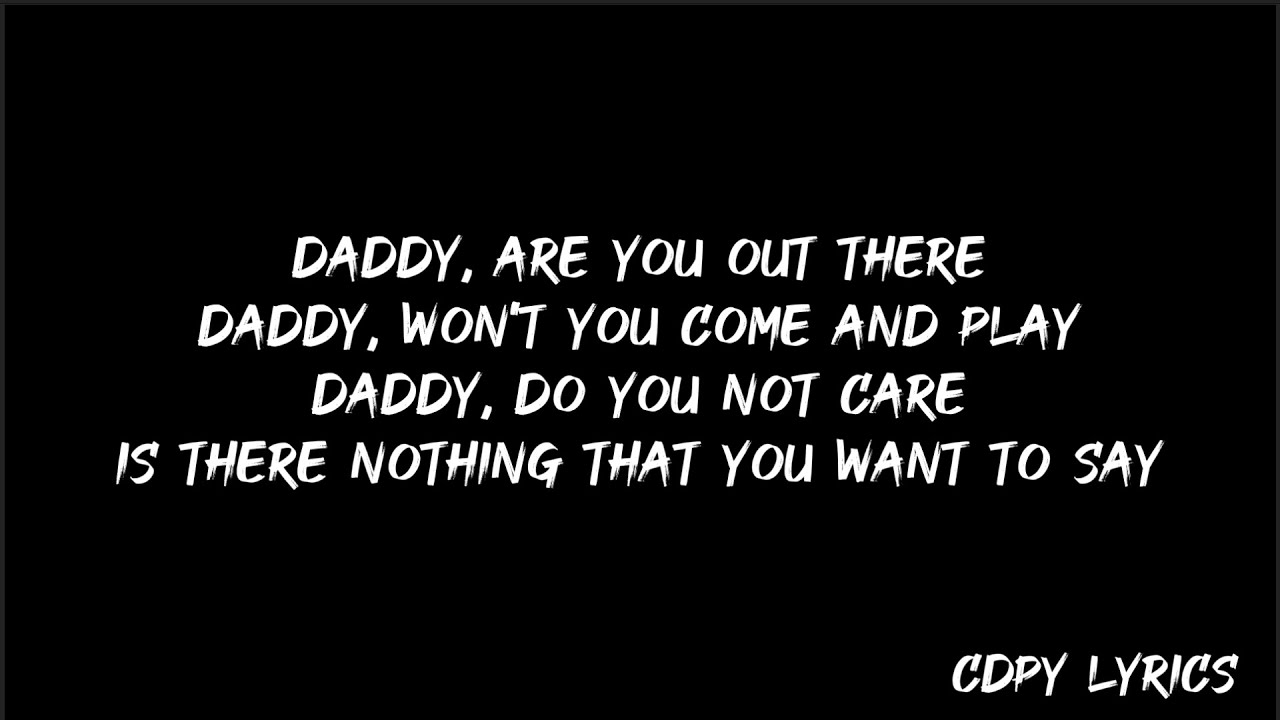 DADDY, ARE YOU OUT THERE
DADDY, WON'T YOU COME AND PLAY
DADDY, DO YOU NOT CARE
IS THERE NOTHING THAT YOU WANT TO SAY
CDPY LYRICS